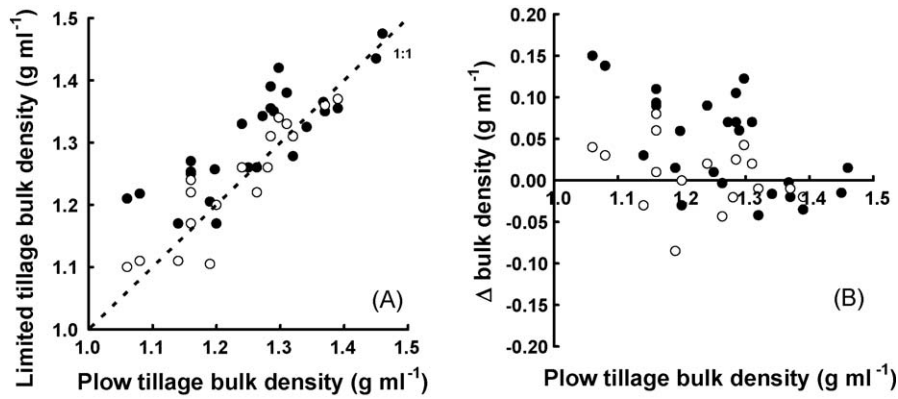 1.5
1.4
1.3
1.2
1.1
1.0
Limited tillage bulk density (g ml⁻¹)
1:1
(A)
1.0 1.1 1.2 1.3 1.4 1.5
Plow tillage bulk density (g ml⁻¹)
0.20
0.15
0.10
0.05
0.00
-0.05
-0.10
-0.15
-0.20
Δ bulk density (g ml⁻¹)
1.0 1.1 1.2 1.3 1.4 1.5
(B)
Plow tillage bulk density (g ml⁻¹)